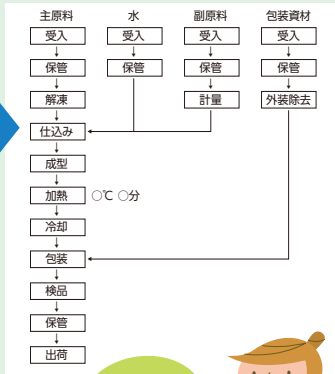 主原料 水 副原料 包装資材
受入 受入 受入 受入
保管 保管 保管 保管
解凍 計量 外装除去
仕込み
成型
加熱 ○℃ ○分
冷却
包装
検品
保管
出荷